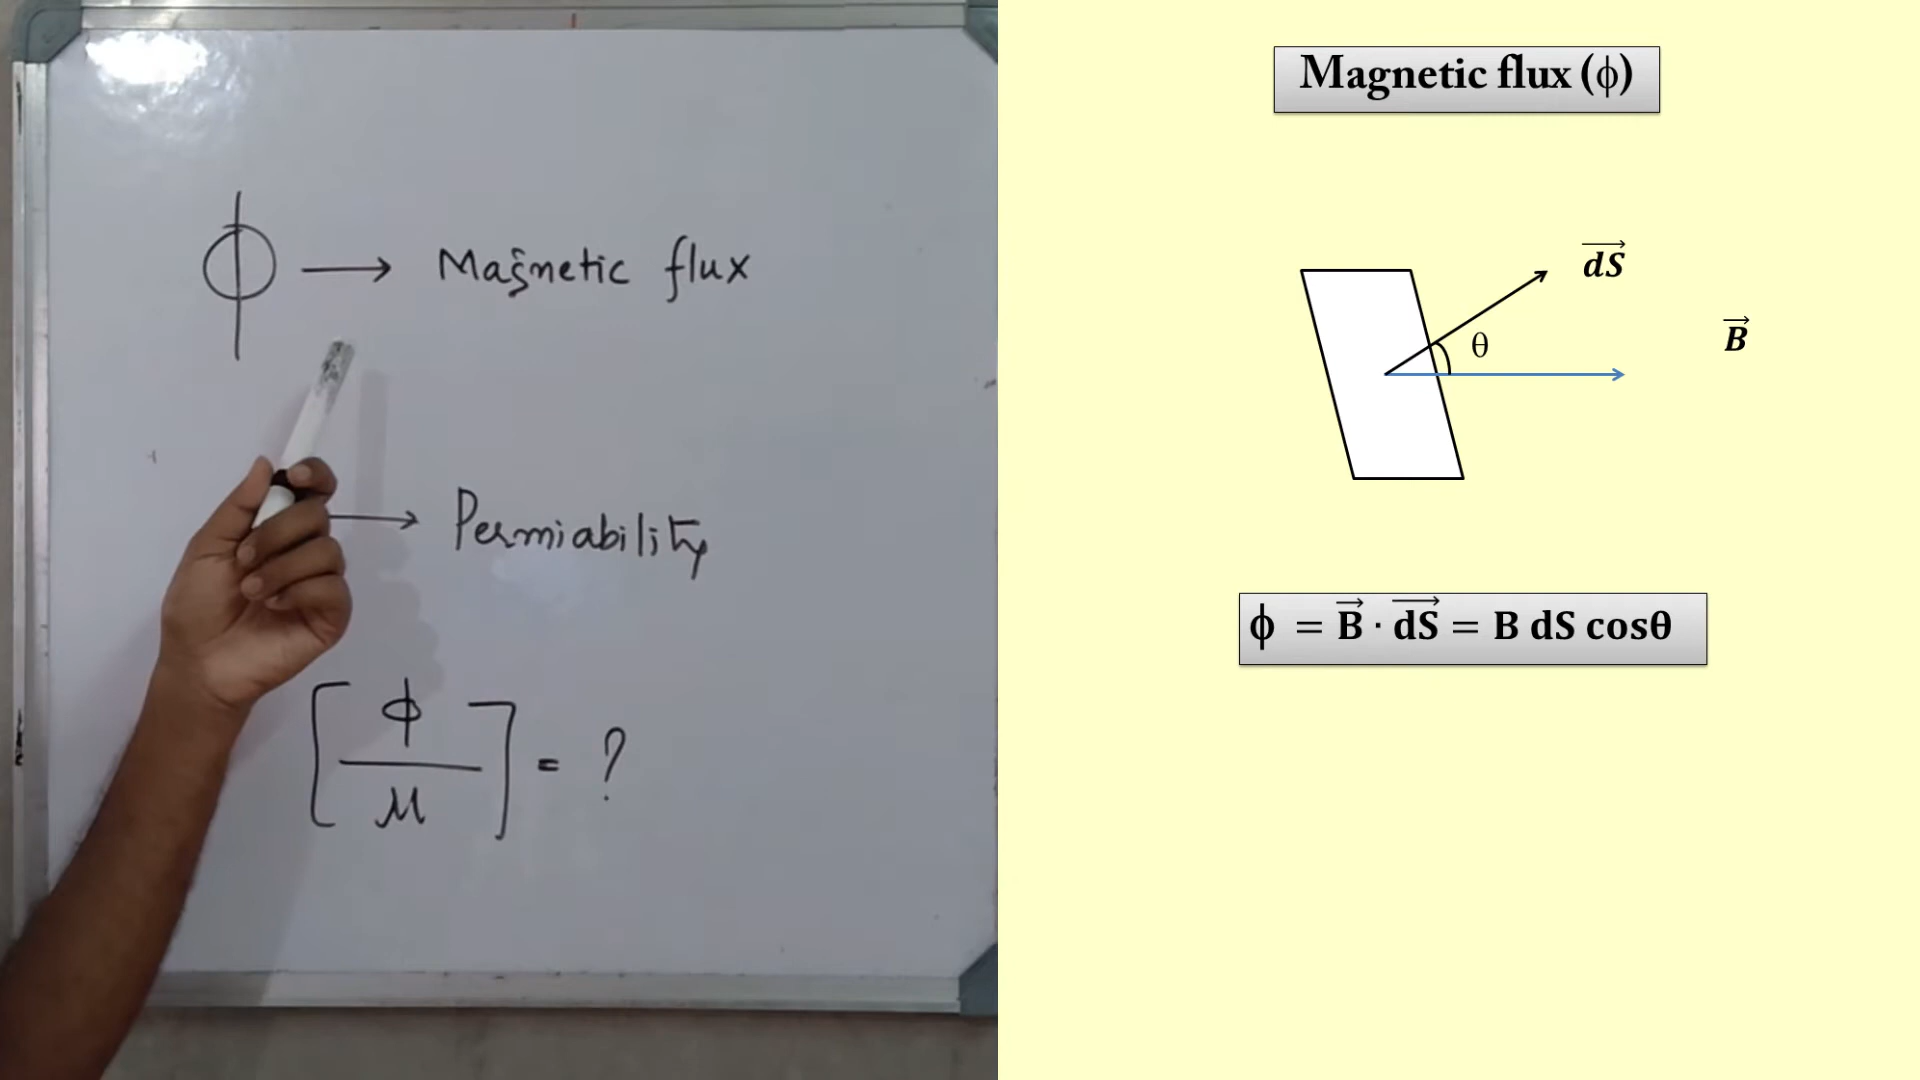 ϕ → Magnetic flux
→ Permiability
[ϕ/μ] = ?
Magnetic flux (ϕ)
dS⃗
θ
B⃗
ϕ = B⃗ · dS⃗ = B dS cosθ